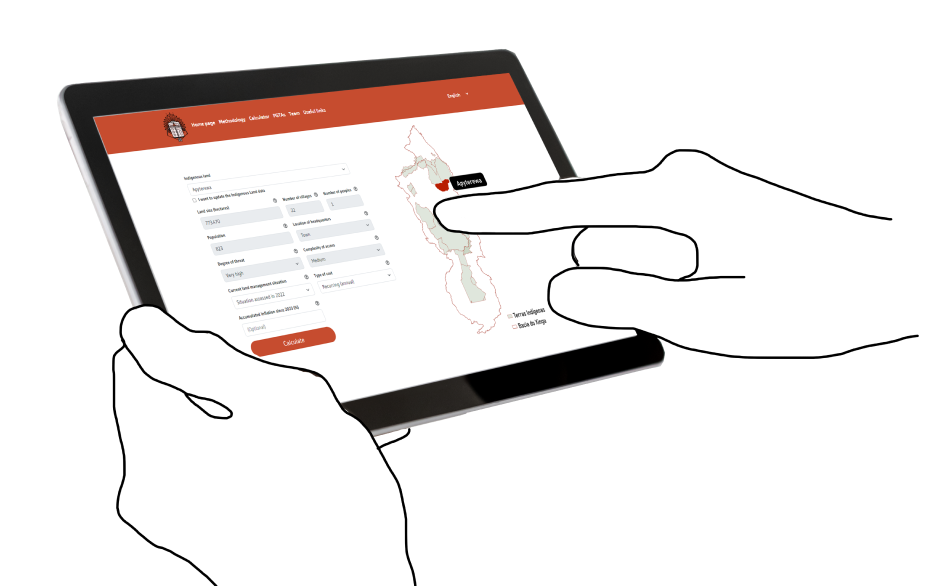 Home page Methodology Calculator PGTAs Team Useful links
English
Indigenous land
Apyterewa
I want to update the Indigenous Land data
Land size (hectares) Number of villages Number of peoples
773,470 22 1
Population Location of headquarters
Town
Degree of threat Complexity of access
Very high Medium
Current land management situation Type of cost
Situation assessed in 2022 Recurring (annual)
Accumulated inflation since 2023 (%)
(Optional)
Calculate
Apyterewa
Terras Indígenas
Bacia do Xingu